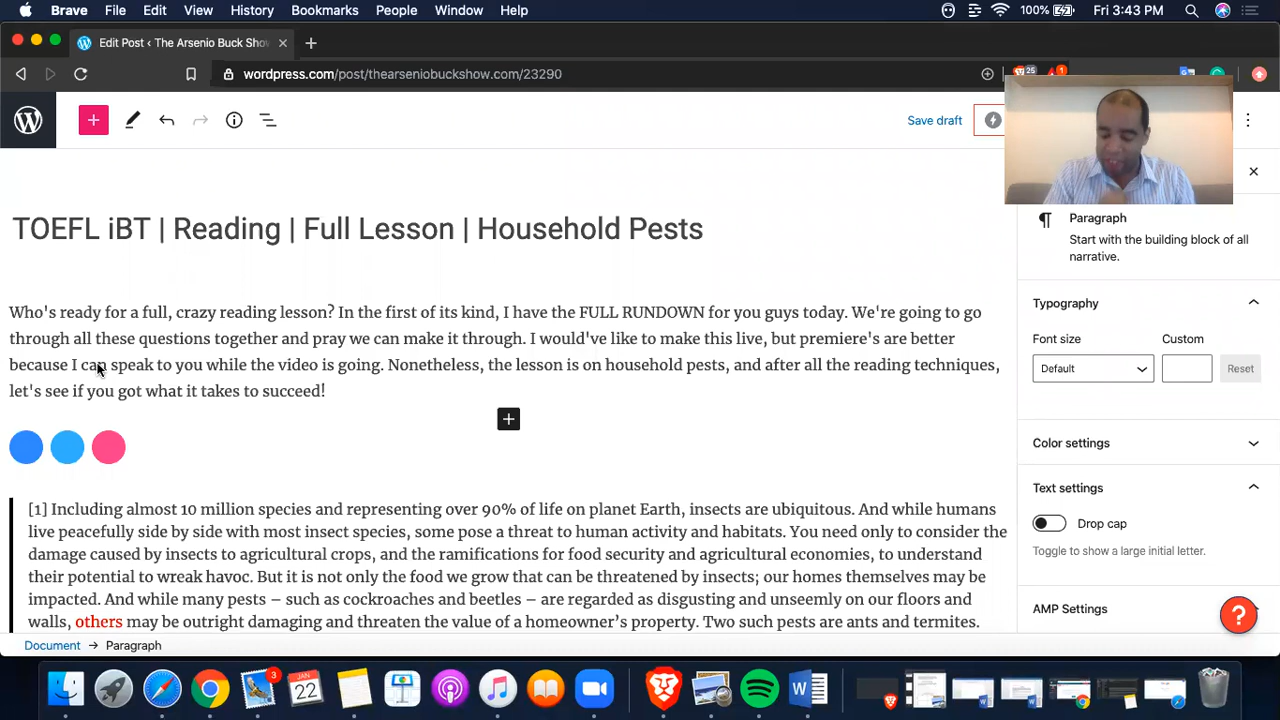 Brave File Edit View History Bookmarks People Window Help 100% Fri 3:43 PM
Edit Post ‹ The Arsenio Buck Show
wordpress.com/post/thearseniobuckshow.com/23290 25 1
Save draft
TOEFL iBT | Reading | Full Lesson | Household Pests
Who's ready for a full, crazy reading lesson? In the first of its kind, I have the FULL RUNDOWN for you guys today. We're going to go
through all these questions together and pray we can make it through. I would've like to make this live, but premiere's are better
because I can speak to you while the video is going. Nonetheless, the lesson is on household pests, and after all the reading techniques,
let's see if you got what it takes to succeed!
[1] Including almost 10 million species and representing over 90% of life on planet Earth, insects are ubiquitous. And while humans
live peacefully side by side with most insect species, some pose a threat to human activity and habitats. You need only to consider the
damage caused by insects to agricultural crops, and the ramifications for food security and agricultural economies, to understand
their potential to wreak havoc. But it is not only the food we grow that can be threatened by insects; our homes themselves may be
impacted. And while many pests – such as cockroaches and beetles – are regarded as disgusting and unseemly on our floors and
walls, others may be outright damaging and threaten the value of a homeowner's property. Two such pests are ants and termites.
Paragraph
Start with the building block of all
narrative.
Typography
Font size Custom
Default Reset
Color settings
Text settings
Drop cap
Toggle to show a large initial letter.
AMP Settings
?
Document → Paragraph
3
JAN
22